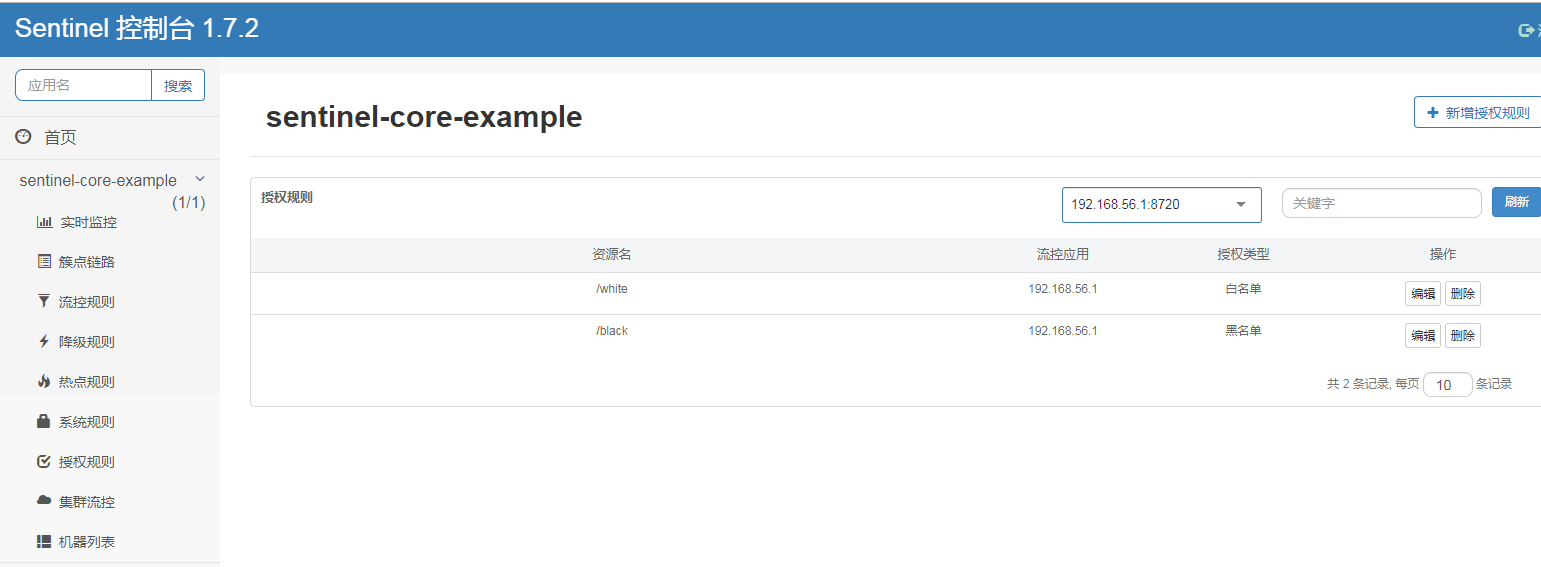 Sentinel 控制台 1.7.2
应用名 搜索
首页
sentinel-core-example
(1/1)
实时监控
簇点链路
流控规则
降级规则
热点规则
系统规则
授权规则
集群流控
机器列表
sentinel-core-example
新增授权规则
授权规则 192.168.56.1:8720 关键字 刷新
资源名 流控应用 授权类型 操作
/white 192.168.56.1 白名单 编辑 删除
/black 192.168.56.1 黑名单 编辑 删除
共 2 条记录, 每页 10 条记录